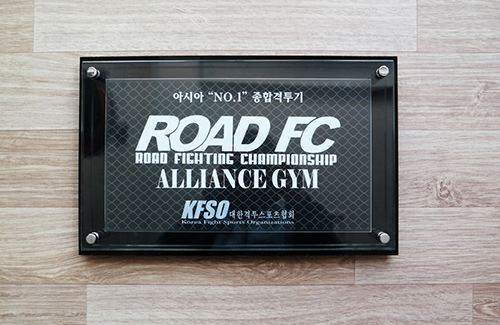 아시아 “NO.1” 종합격투기
ROAD FC
ROAD FIGHTING CHAMPIONSHIP
ALLIANCE GYM
KFSO 대한격투스포츠협회
Korea Fight Sports Organizations